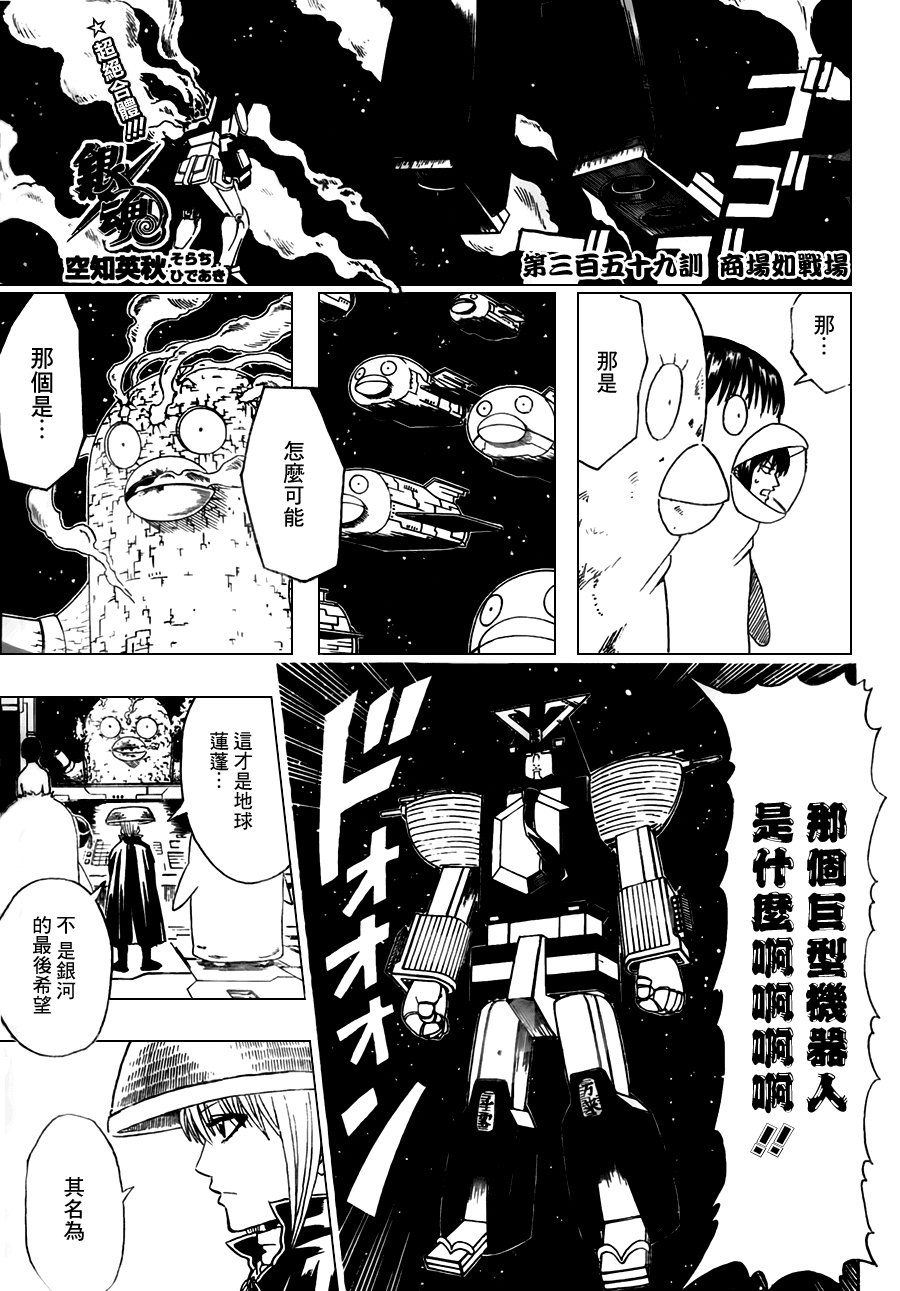 ゴゴゴ
☆超絕合體!!!
銀魂
空知英秋
そらち
ひであき
第三百五十九訓 商場如戰場
那…
那是
怎麼可能
那個是…
那個巨型機器人
是什麼啊啊啊啊!!
ドオオオン
這才是地球
蓮蓬…
不是銀河
的最後希望
其名為